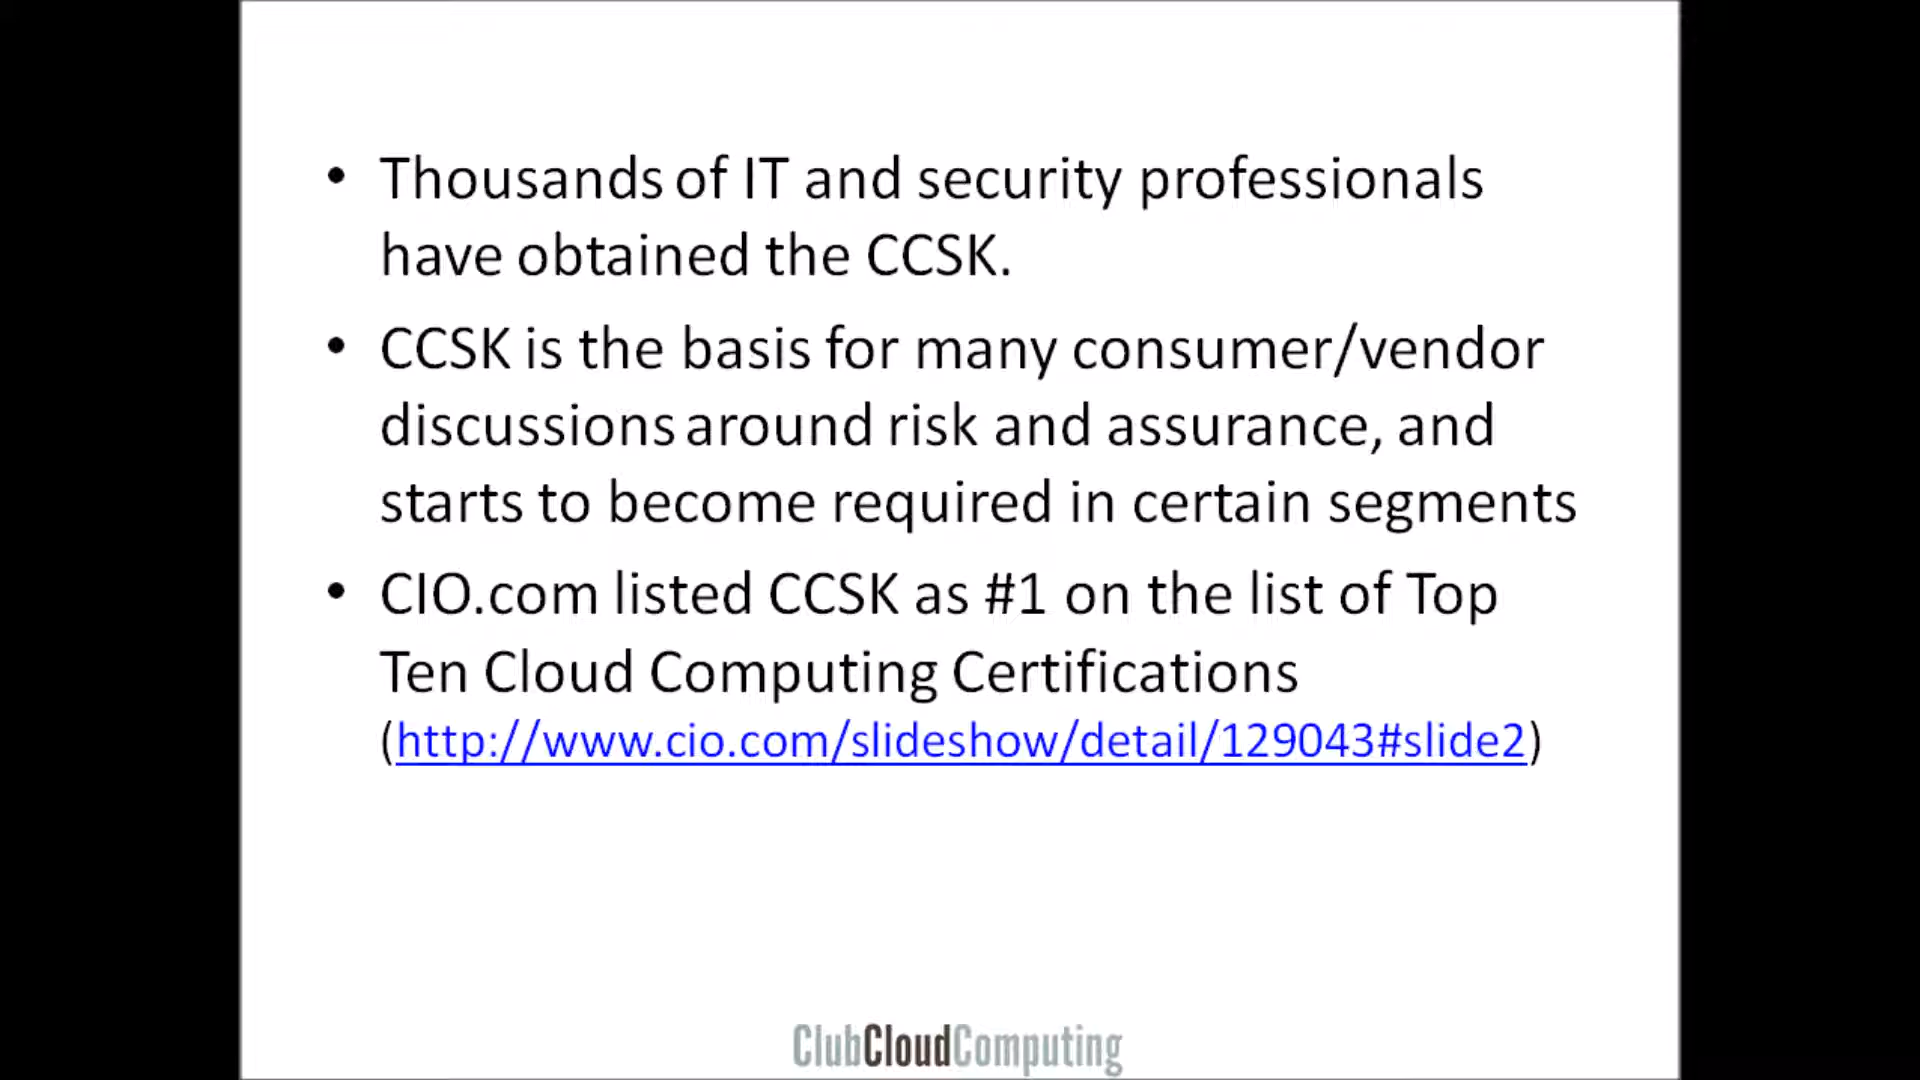 • Thousands of IT and security professionals
have obtained the CCSK.
• CCSK is the basis for many consumer/vendor
discussions around risk and assurance, and
starts to become required in certain segments
• CIO.com listed CCSK as #1 on the list of Top
Ten Cloud Computing Certifications
(http://www.cio.com/slideshow/detail/129043#slide2)
ClubCloudComputing